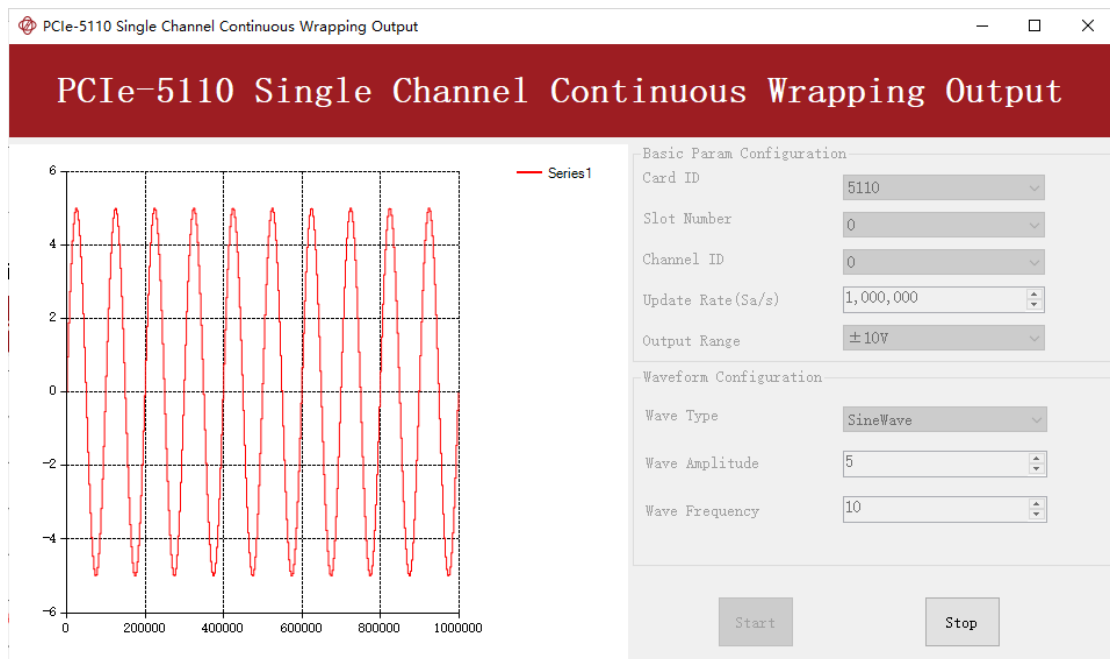 PCIe-5110 Single Channel Continuous Wrapping Output
PCIe-5110 Single Channel Continuous Wrapping Output
6
4
2
0
-2
-4
-6
0 200000 400000 600000 800000 1000000
Series1
Basic Param Configuration
Card ID 5110
Slot Number 0
Channel ID 0
Update Rate(Sa/s) 1,000,000
Output Range ±10V
Waveform Configuration
Wave Type SineWave
Wave Amplitude 5
Wave Frequency 10
Start Stop